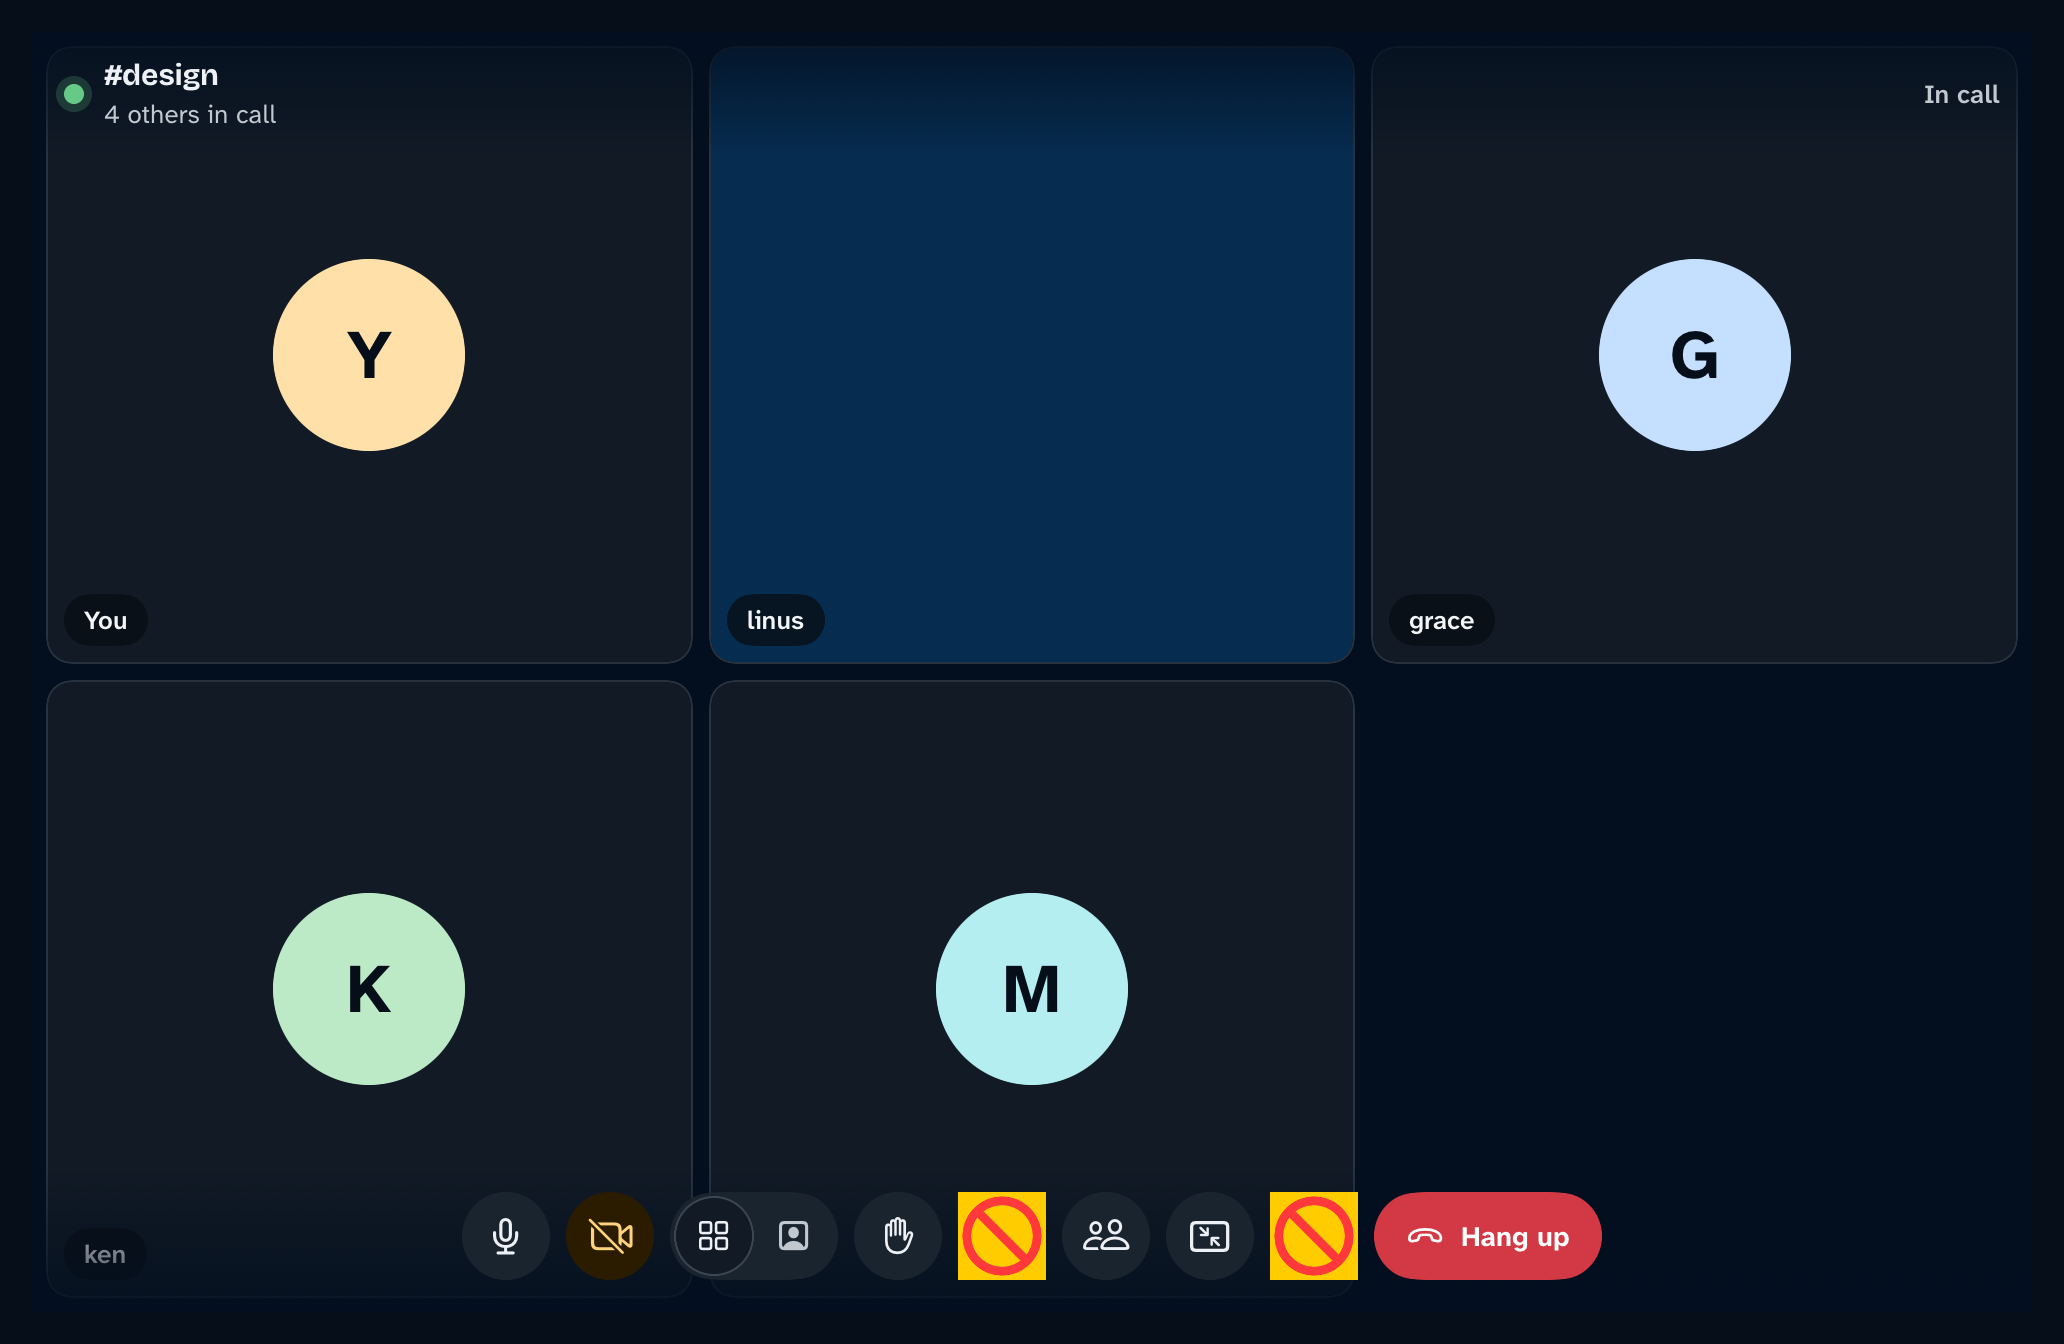 #design
4 others in call
In call
Y
G
You
linus
grace
K
M
ken
Hang up